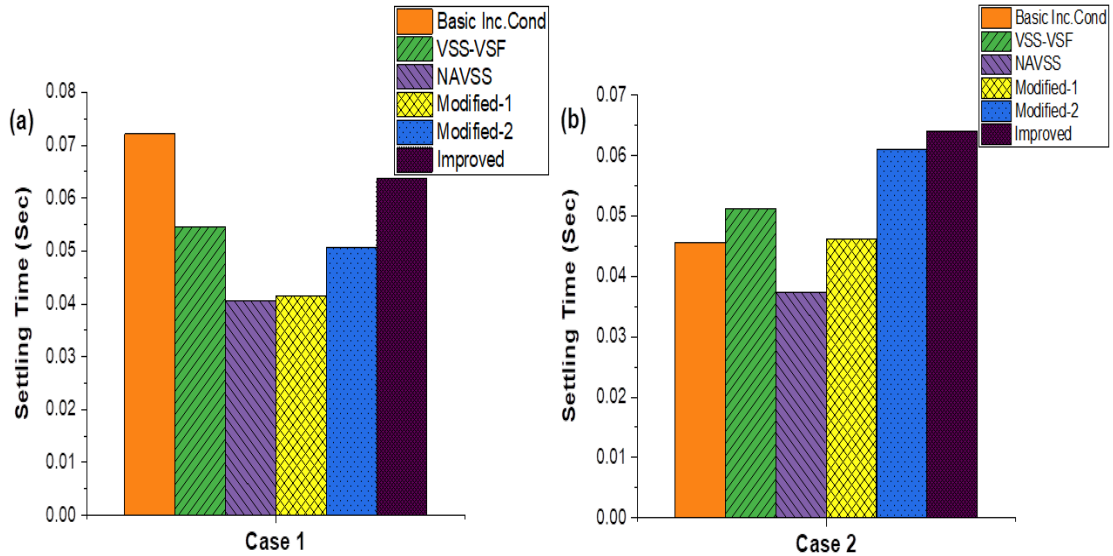 (a)
Basic Inc.Cond
VSS-VSF
NAVSS
Modified-1
Modified-2
Improved
Settling Time (Sec)
0.08
0.07
0.06
0.05
0.04
0.03
0.02
0.01
0.00
Case 1
(b)
Basic Inc.Cond
VSS-VSF
NAVSS
Modified-1
Modified-2
Improved
Settling Time (Sec)
0.07
0.06
0.05
0.04
0.03
0.02
0.01
0.00
Case 2